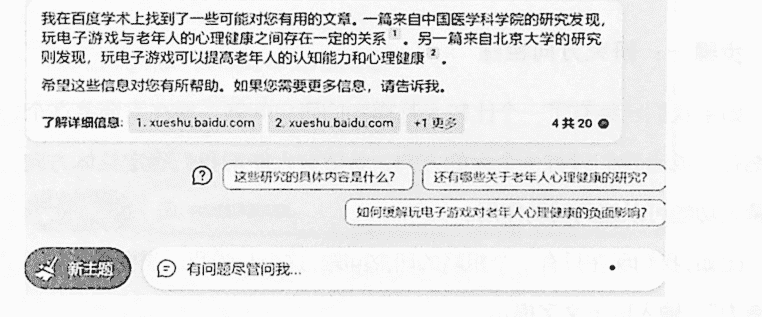 我在百度学术上找到了一些可能对您有用的文章。一篇来自中国医学科学院的研究发现，
玩电子游戏与老年人的心理健康之间存在一定的关系 1。另一篇来自北京大学的研究
则发现，玩电子游戏可以提高老年人的认知能力和心理健康 2。
希望这些信息对您有所帮助。如果您需要更多信息，请告诉我。
了解详细信息: 1. xueshu.baidu.com 2. xueshu.baidu.com +1 更多 4 共 20
这些研究的具体内容是什么? 还有哪些关于老年人心理健康的研究?
如何缓解玩电子游戏对老年人心理健康的负面影响?
新主题 有问题尽管问我...